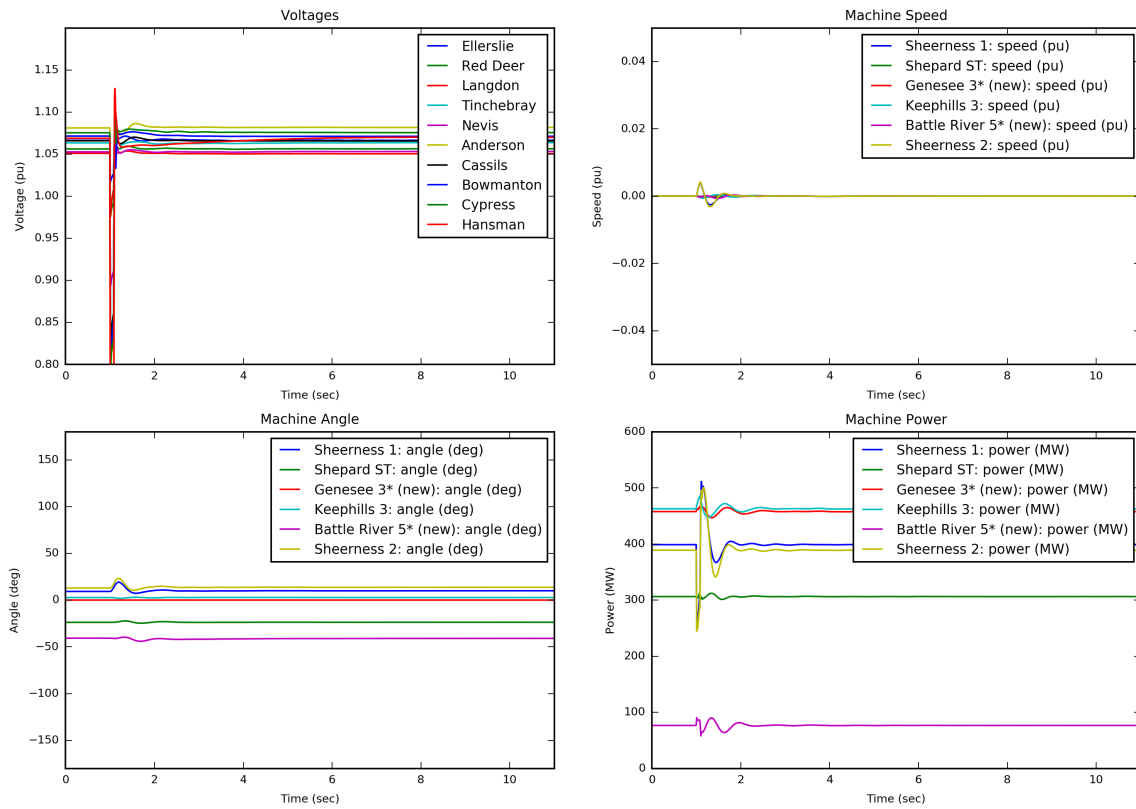 Voltages
Voltage (pu)
1.15
1.10
1.05
1.00
0.95
0.90
0.85
0.80
0
2
4
6
8
10
Time (sec)
Ellerslie
Red Deer
Langdon
Tinchebray
Nevis
Anderson
Cassils
Bowmanton
Cypress
Hansman
Machine Speed
Speed (pu)
0.04
0.02
0.00
−0.02
−0.04
0
2
4
6
8
10
Time (sec)
Sheerness 1: speed (pu)
Shepard ST: speed (pu)
Genesee 3* (new): speed (pu)
Keephills 3: speed (pu)
Battle River 5* (new): speed (pu)
Sheerness 2: speed (pu)
Machine Angle
Angle (deg)
150
100
50
0
−50
−100
−150
0
2
4
6
8
10
Time (sec)
Sheerness 1: angle (deg)
Shepard ST: angle (deg)
Genesee 3* (new): angle (deg)
Keephills 3: angle (deg)
Battle River 5* (new): angle (deg)
Sheerness 2: angle (deg)
Machine Power
Power (MW)
600
500
400
300
200
100
0
0
2
4
6
8
10
Time (sec)
Sheerness 1: power (MW)
Shepard ST: power (MW)
Genesee 3* (new): power (MW)
Keephills 3: power (MW)
Battle River 5* (new): power (MW)
Sheerness 2: power (MW)